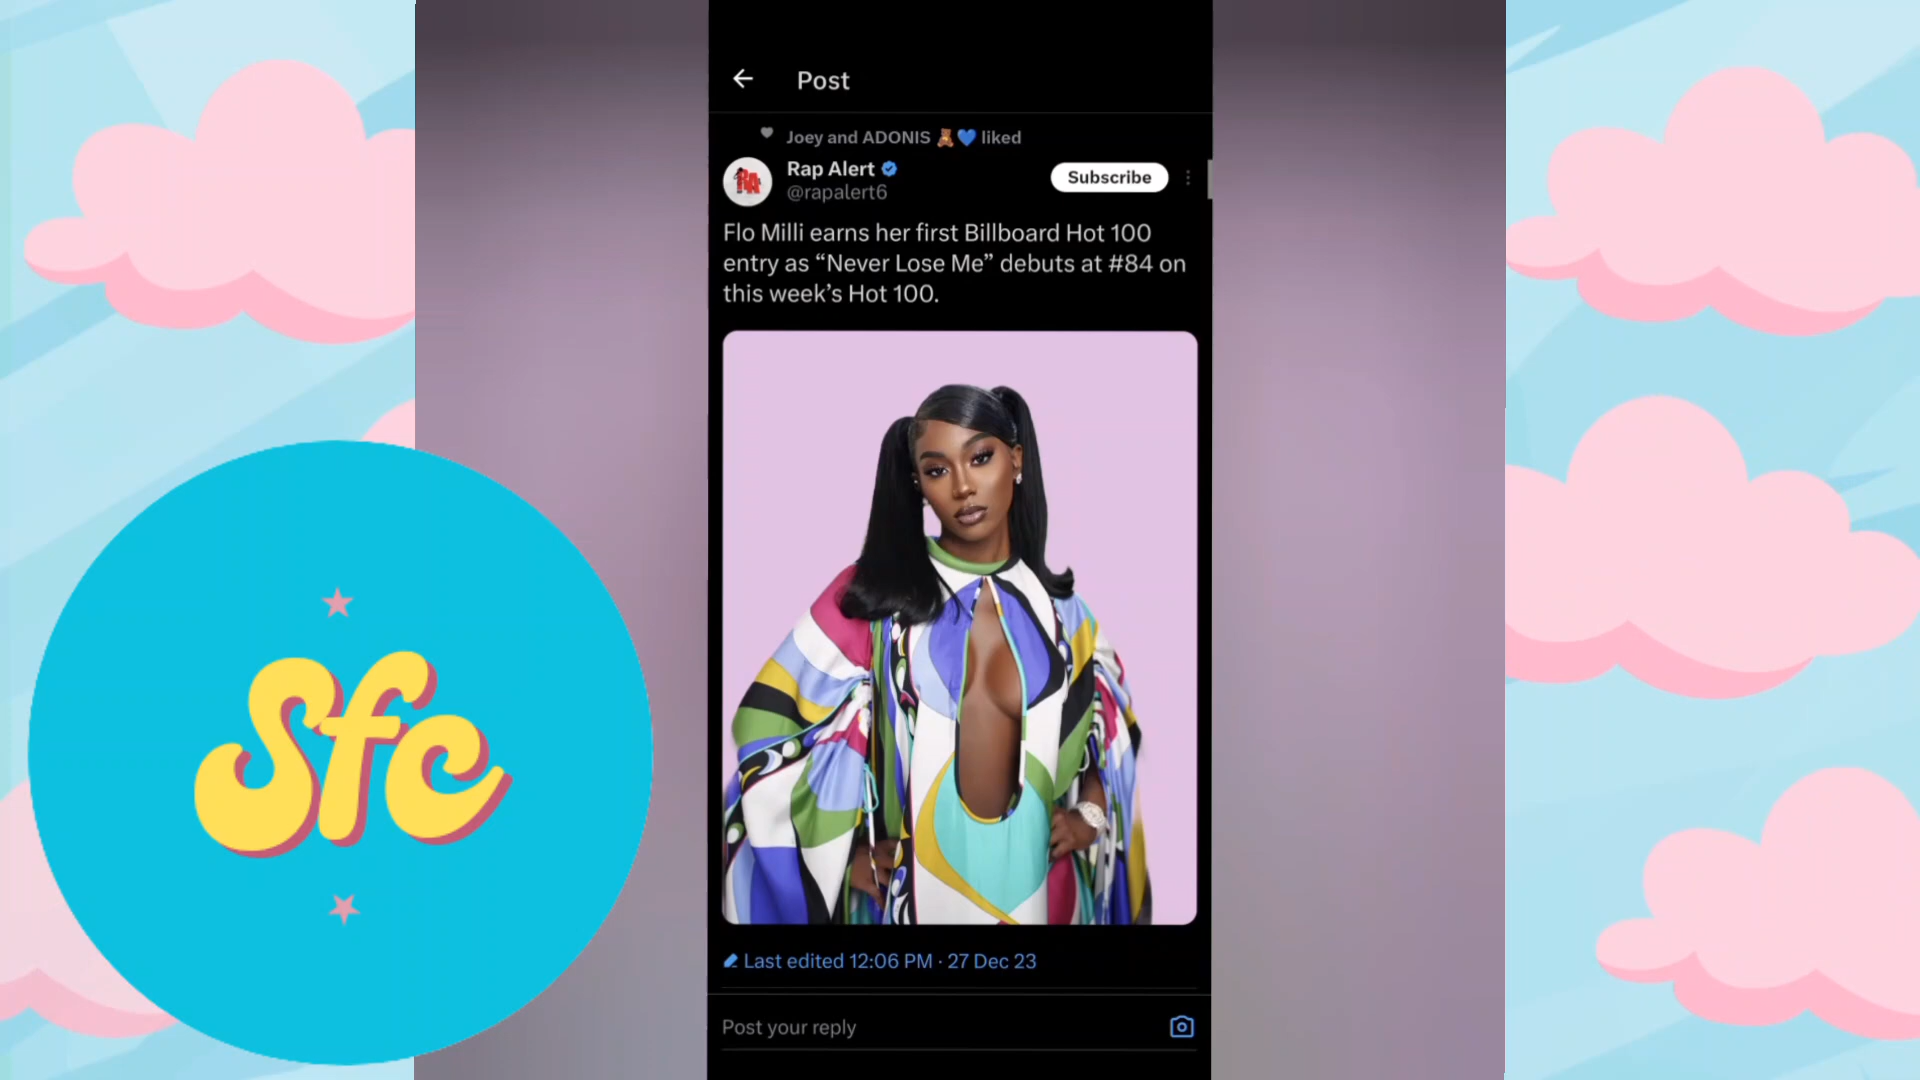 Post
Joey and ADONIS 🧸💙 liked
Rap Alert
@rapalert6
Subscribe
Flo Milli earns her first Billboard Hot 100
entry as “Never Lose Me” debuts at #84 on
this week’s Hot 100.
RA
Sfc
Last edited 12:06 PM · 27 Dec 23
Post your reply